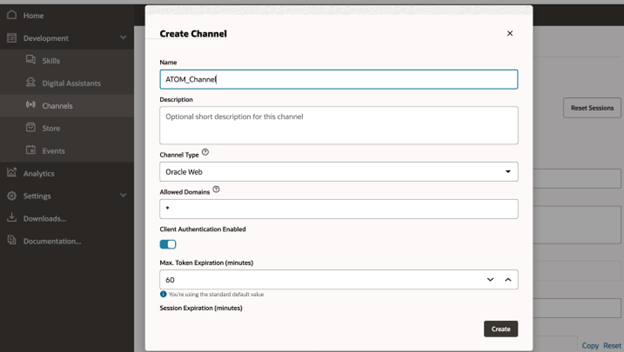 Home
Development
Skills
Digital Assistants
Channels
Store
Events
Analytics
Settings
Downloads...
Documentation...
Create Channel
Name
ATOM_Channel
Description
Optional short description for this channel
Channel Type
Oracle Web
Allowed Domains
*
Client Authentication Enabled
Max. Token Expiration (minutes)
60
You're using the standard default value
Session Expiration (minutes)
Create
Reset Sessions
Copy Reset